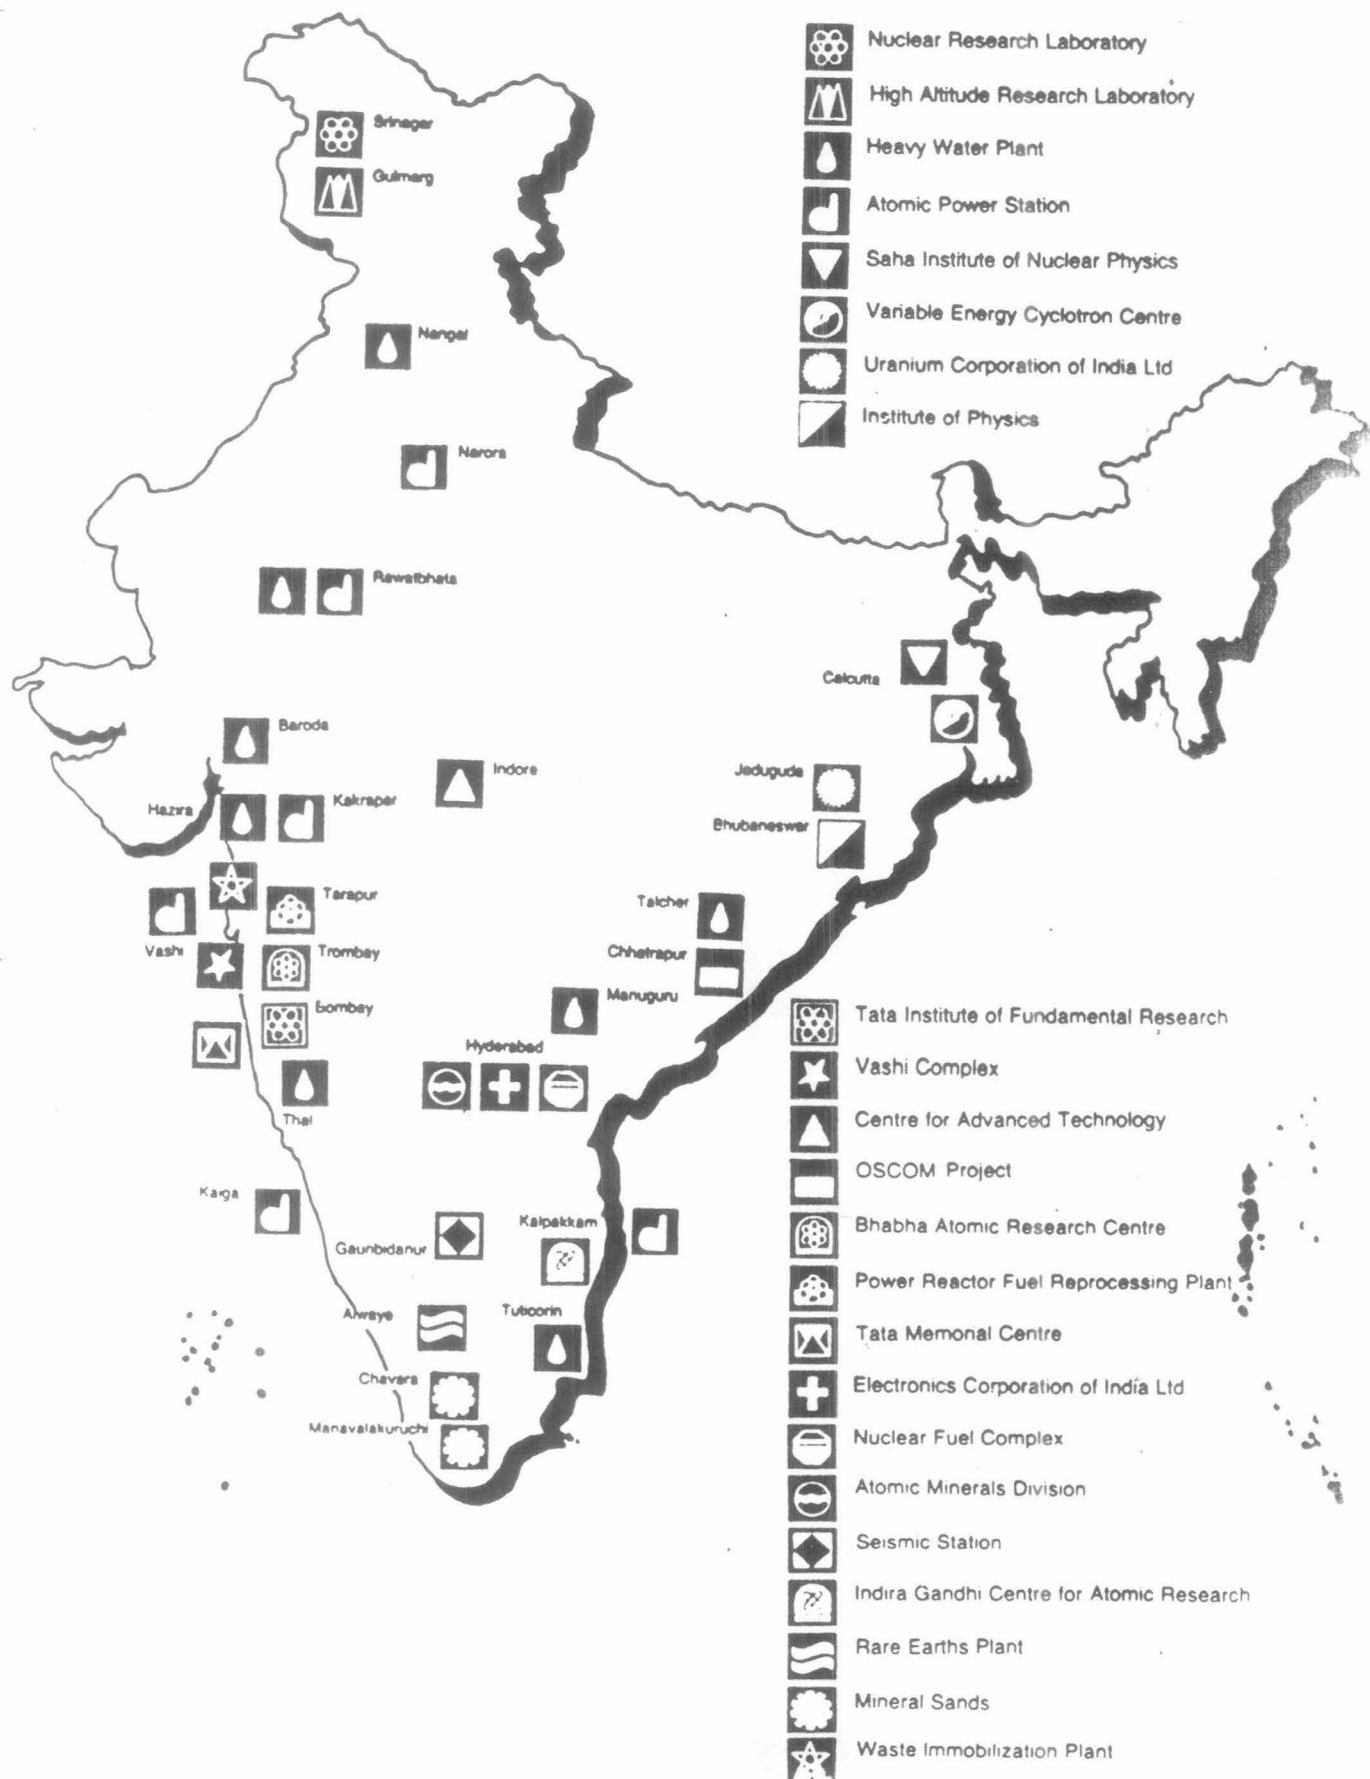 Nuclear Research Laboratory
High Altitude Research Laboratory
Heavy Water Plant
Atomic Power Station
Saha Institute of Nuclear Physics
Variable Energy Cyclotron Centre
Uranium Corporation of India Ltd
Institute of Physics
Srinagar
Gulmarg
Nangal
Narora
Rawatbhata
Calcutta
Baroda
Indore
Jaduguda
Hazira
Kakrapar
Bhubaneswar
Tarapur
Talcher
Vashi
Trombay
Chhatrapur
Bombay
Manuguru
Hyderabad
Thal
Kaiga
Kalpakkam
Gauribidanur
Alwaye
Tuticorin
Chavara
Manavalakuruchi
Tata Institute of Fundamental Research
Vashi Complex
Centre for Advanced Technology
OSCOM Project
Bhabha Atomic Research Centre
Power Reactor Fuel Reprocessing Plant
Tata Memorial Centre
Electronics Corporation of India Ltd
Nuclear Fuel Complex
Atomic Minerals Division
Seismic Station
Indira Gandhi Centre for Atomic Research
Rare Earths Plant
Mineral Sands
Waste Immobilization Plant